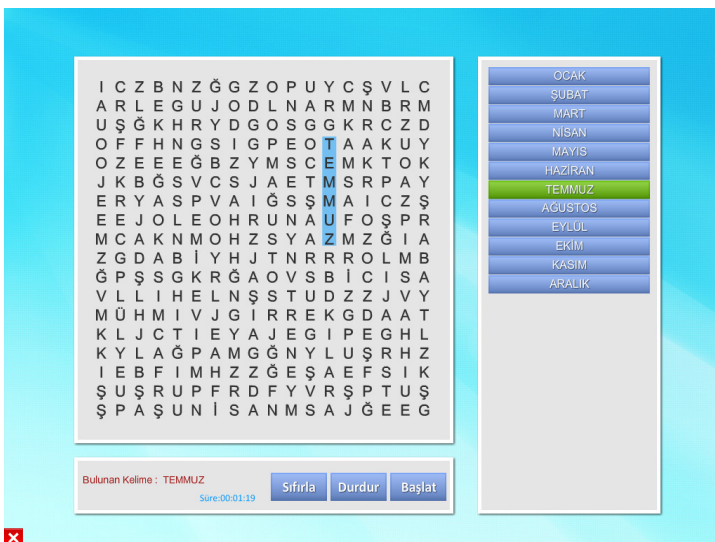 I C Z B N Z Ğ G Z O P U Y C Ş V L C
A R L E G U J O D L N A R M N B R M
U Ş Ğ K H R Y D G O S G G K R C Z D
O F F H N G S I G P E O T A A K U Y
O Z E E E Ğ B Z Y M S C E M K T O K
J K B Ğ S V C S J A E T M S R P A Y
E R Y A S P V A I Ğ S Ş M A I C Z Ş
E E J O L E O H R U N A U F O Ş P R
M C A K N M O H Z S Y A Z M Z Ğ I A
Z G D A B İ Y H J T N R R R O L M B
Ğ P Ş S G K R Ğ A O V S B İ C I S A
V L L I H E L N Ş S T U D Z Z J V Y
M Ü H M I V J G I R R E K G D A A T
K L J C T I E Y A J E G I P E G H L
K Y L A Ğ P A M G Ğ N Y L U Ş R H Z
I E B F I M H Z Z Ğ E Ş A E F S I K
Ş U Ş R U P F R D F Y V R Ş P T U Ş
Ş P A Ş U N İ S A N M S A J Ğ E E G
OCAK
ŞUBAT
MART
NİSAN
MAYIS
HAZİRAN
TEMMUZ
AĞUSTOS
EYLÜL
EKİM
KASIM
ARALIK
Bulunan Kelime : TEMMUZ
Süre:00:01:19
Sıfırla
Durdur
Başlat